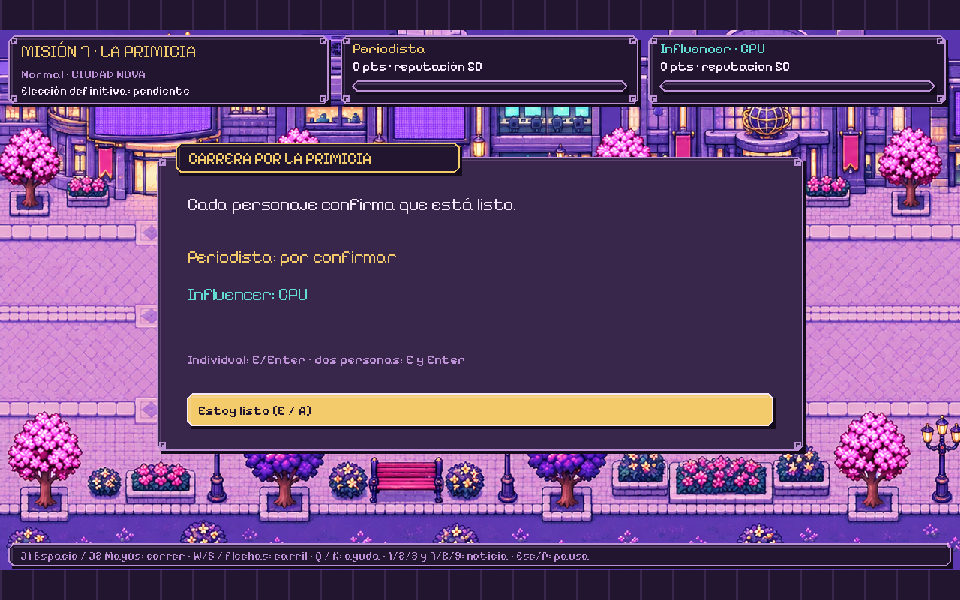 MISIÓN 7 · LA PRIMICIA
Normal · CIUDAD NOVA
Elección definitiva: pendiente
Periodista
0 pts · reputación 50
Influencer · CPU
0 pts · reputación 50
CARRERA POR LA PRIMICIA
Cada personaje confirma que está listo.
Periodista: por confirmar
Influencer: CPU
Individual: E/Enter · dos personas: E y Enter
Estoy listo (E / A)
J1 Espacio / J2 Mayús: correr · W/S / flechas: carril · Q / K: ayuda · 1/2/3 y 7/8/9: noticia · Esc/P: pausa